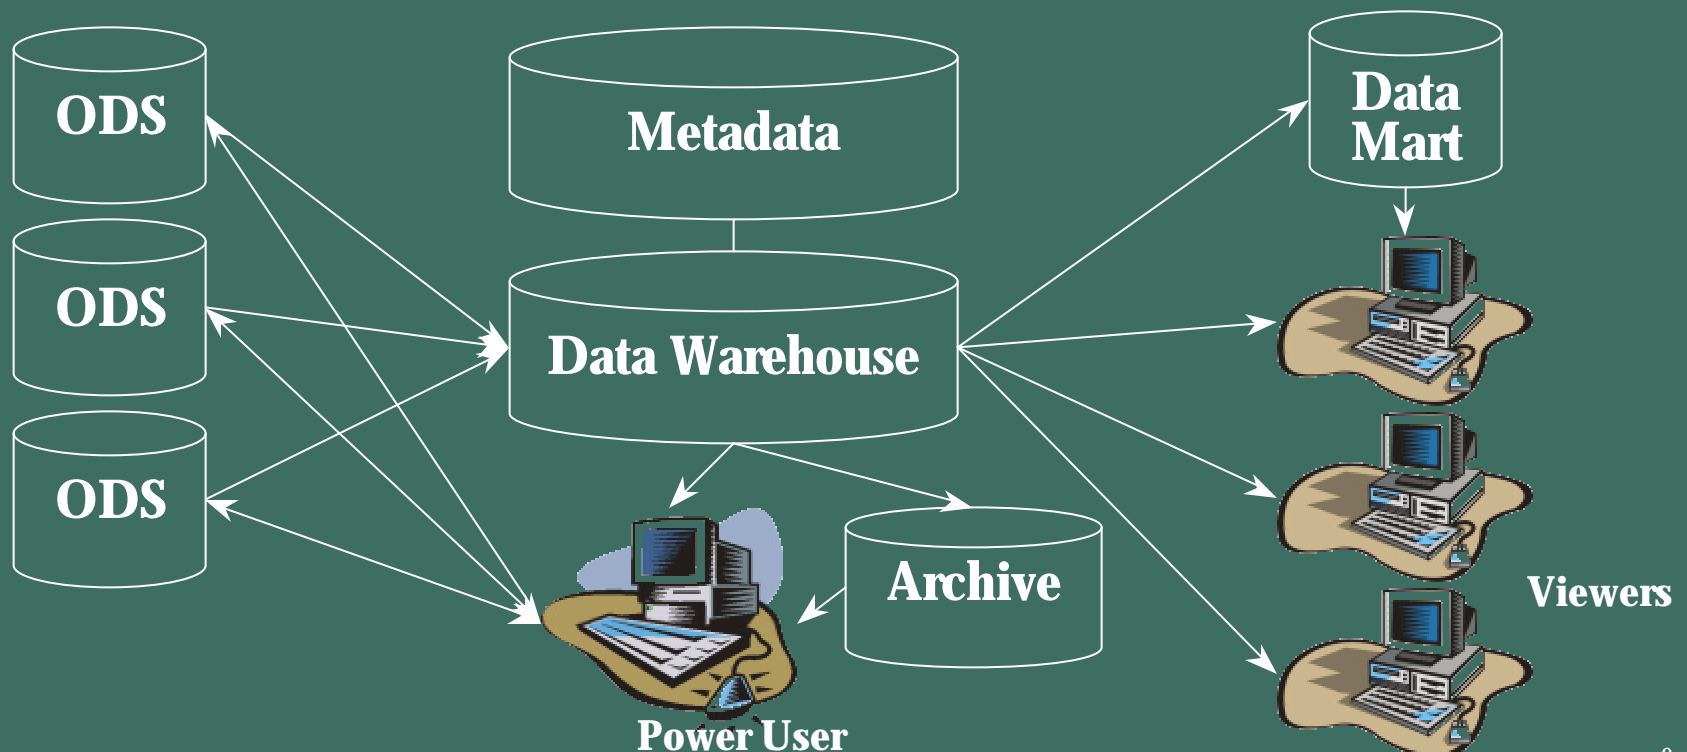 ODS
Metadata
Data
Mart
ODS
Data Warehouse
ODS
Archive
Viewers
Power User